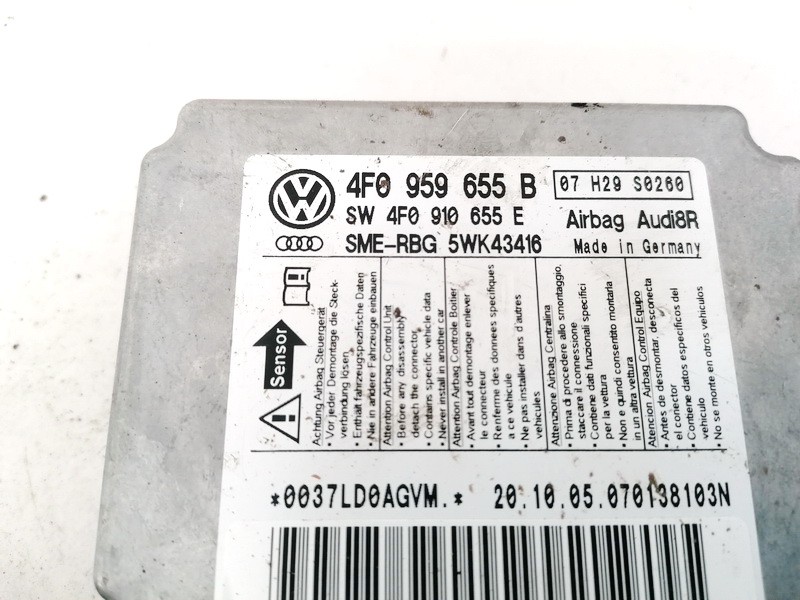 4F0 959 655 B
07 H29 S0260
SW 4F0 910 655 E
Airbag Audi8R
SME-RBG 5WK43416
Made in Germany
Sensor
Achtung Airbag Steuergerät
• Vor jeder Demontage die Steck-
verbindung lösen
• Enthält fahrzeugspezifische Daten
• Nie in andere Fahrzeuge einbauen
Attention Airbag Control Unit
• Before any disassembly
detach the connector
• Contains specific vehicle data
• Never install in another car
Attention Airbag Controle Boitier
• Avant tout demontage enlever
le connecteur
• Renferme des donnees specifiques
a ce vehicule
• Ne pas installer dans d'autres
vehicules
Attenzione Airbag Centralina
• Prima di procedere allo smontaggio,
staccare il connessione
• Contiene dati funzionali specifici
per la vettura
• Non e quindi consentito montarla
in un altra vettura
Atencion Airbag Control Equipo
• Antes de desmontar, desconecta
el conector
• Contiene datos especificos del
vehiculo
• No se monte en otros vehiculos
*0037LD0AGVM.*
20.10.05.070138103N